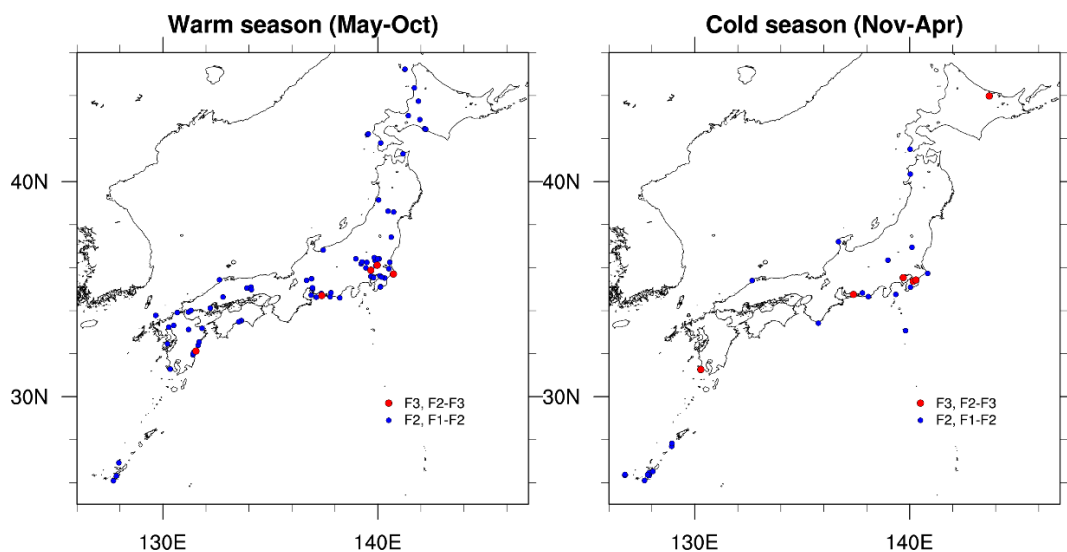 Warm season (May-Oct)
40N
30N
130E
140E
F3, F2-F3
F2, F1-F2
Cold season (Nov-Apr)
40N
30N
130E
140E
F3, F2-F3
F2, F1-F2